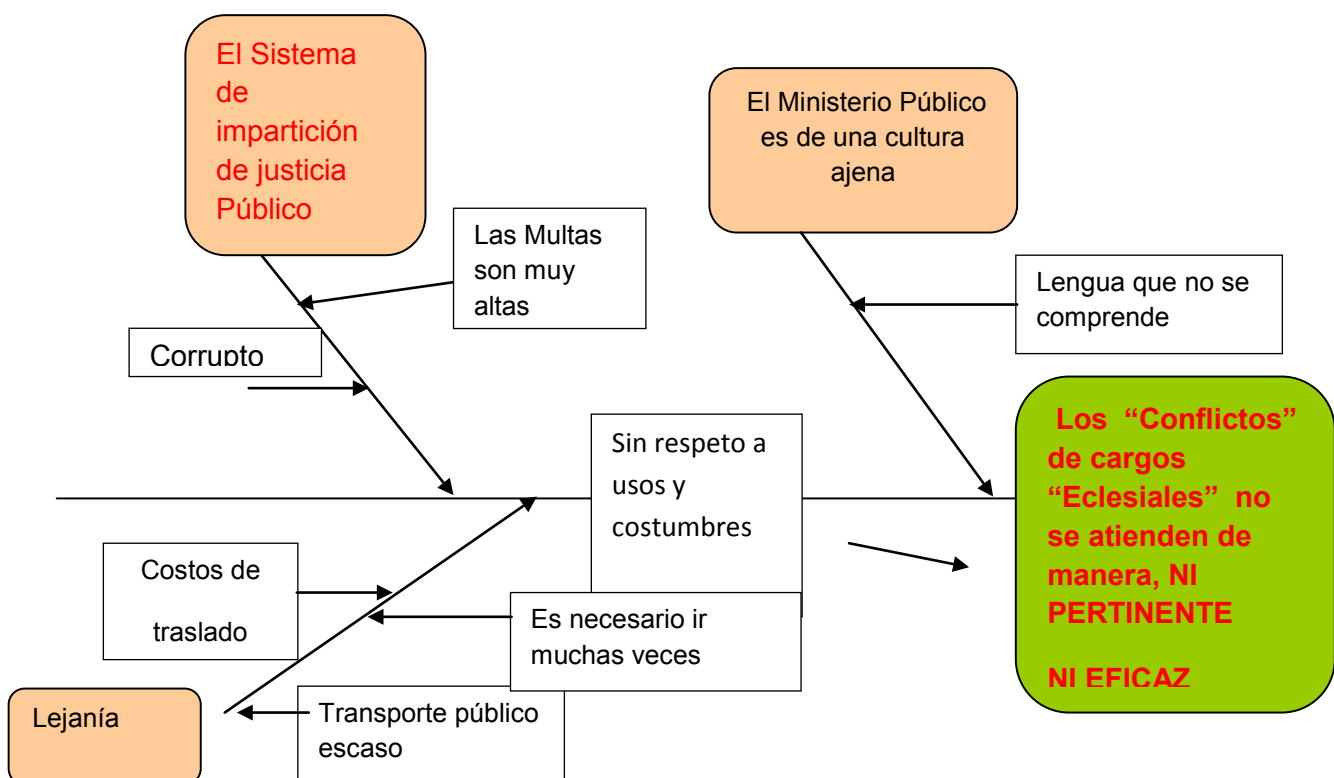 El Sistema
de
impartición
de justicia
Público
El Ministerio Público
es de una cultura
ajena
Las Multas
son muy
altas
Lengua que no se
comprende
Corrupto
Sin respeto a
usos y
costumbres
Los “Conflictos”
de cargos
“Eclesiales” no
se atienden de
manera, NI
PERTINENTE
NI EFICAZ
Costos de
traslado
Es necesario ir
muchas veces
Lejanía
Transporte público
escaso